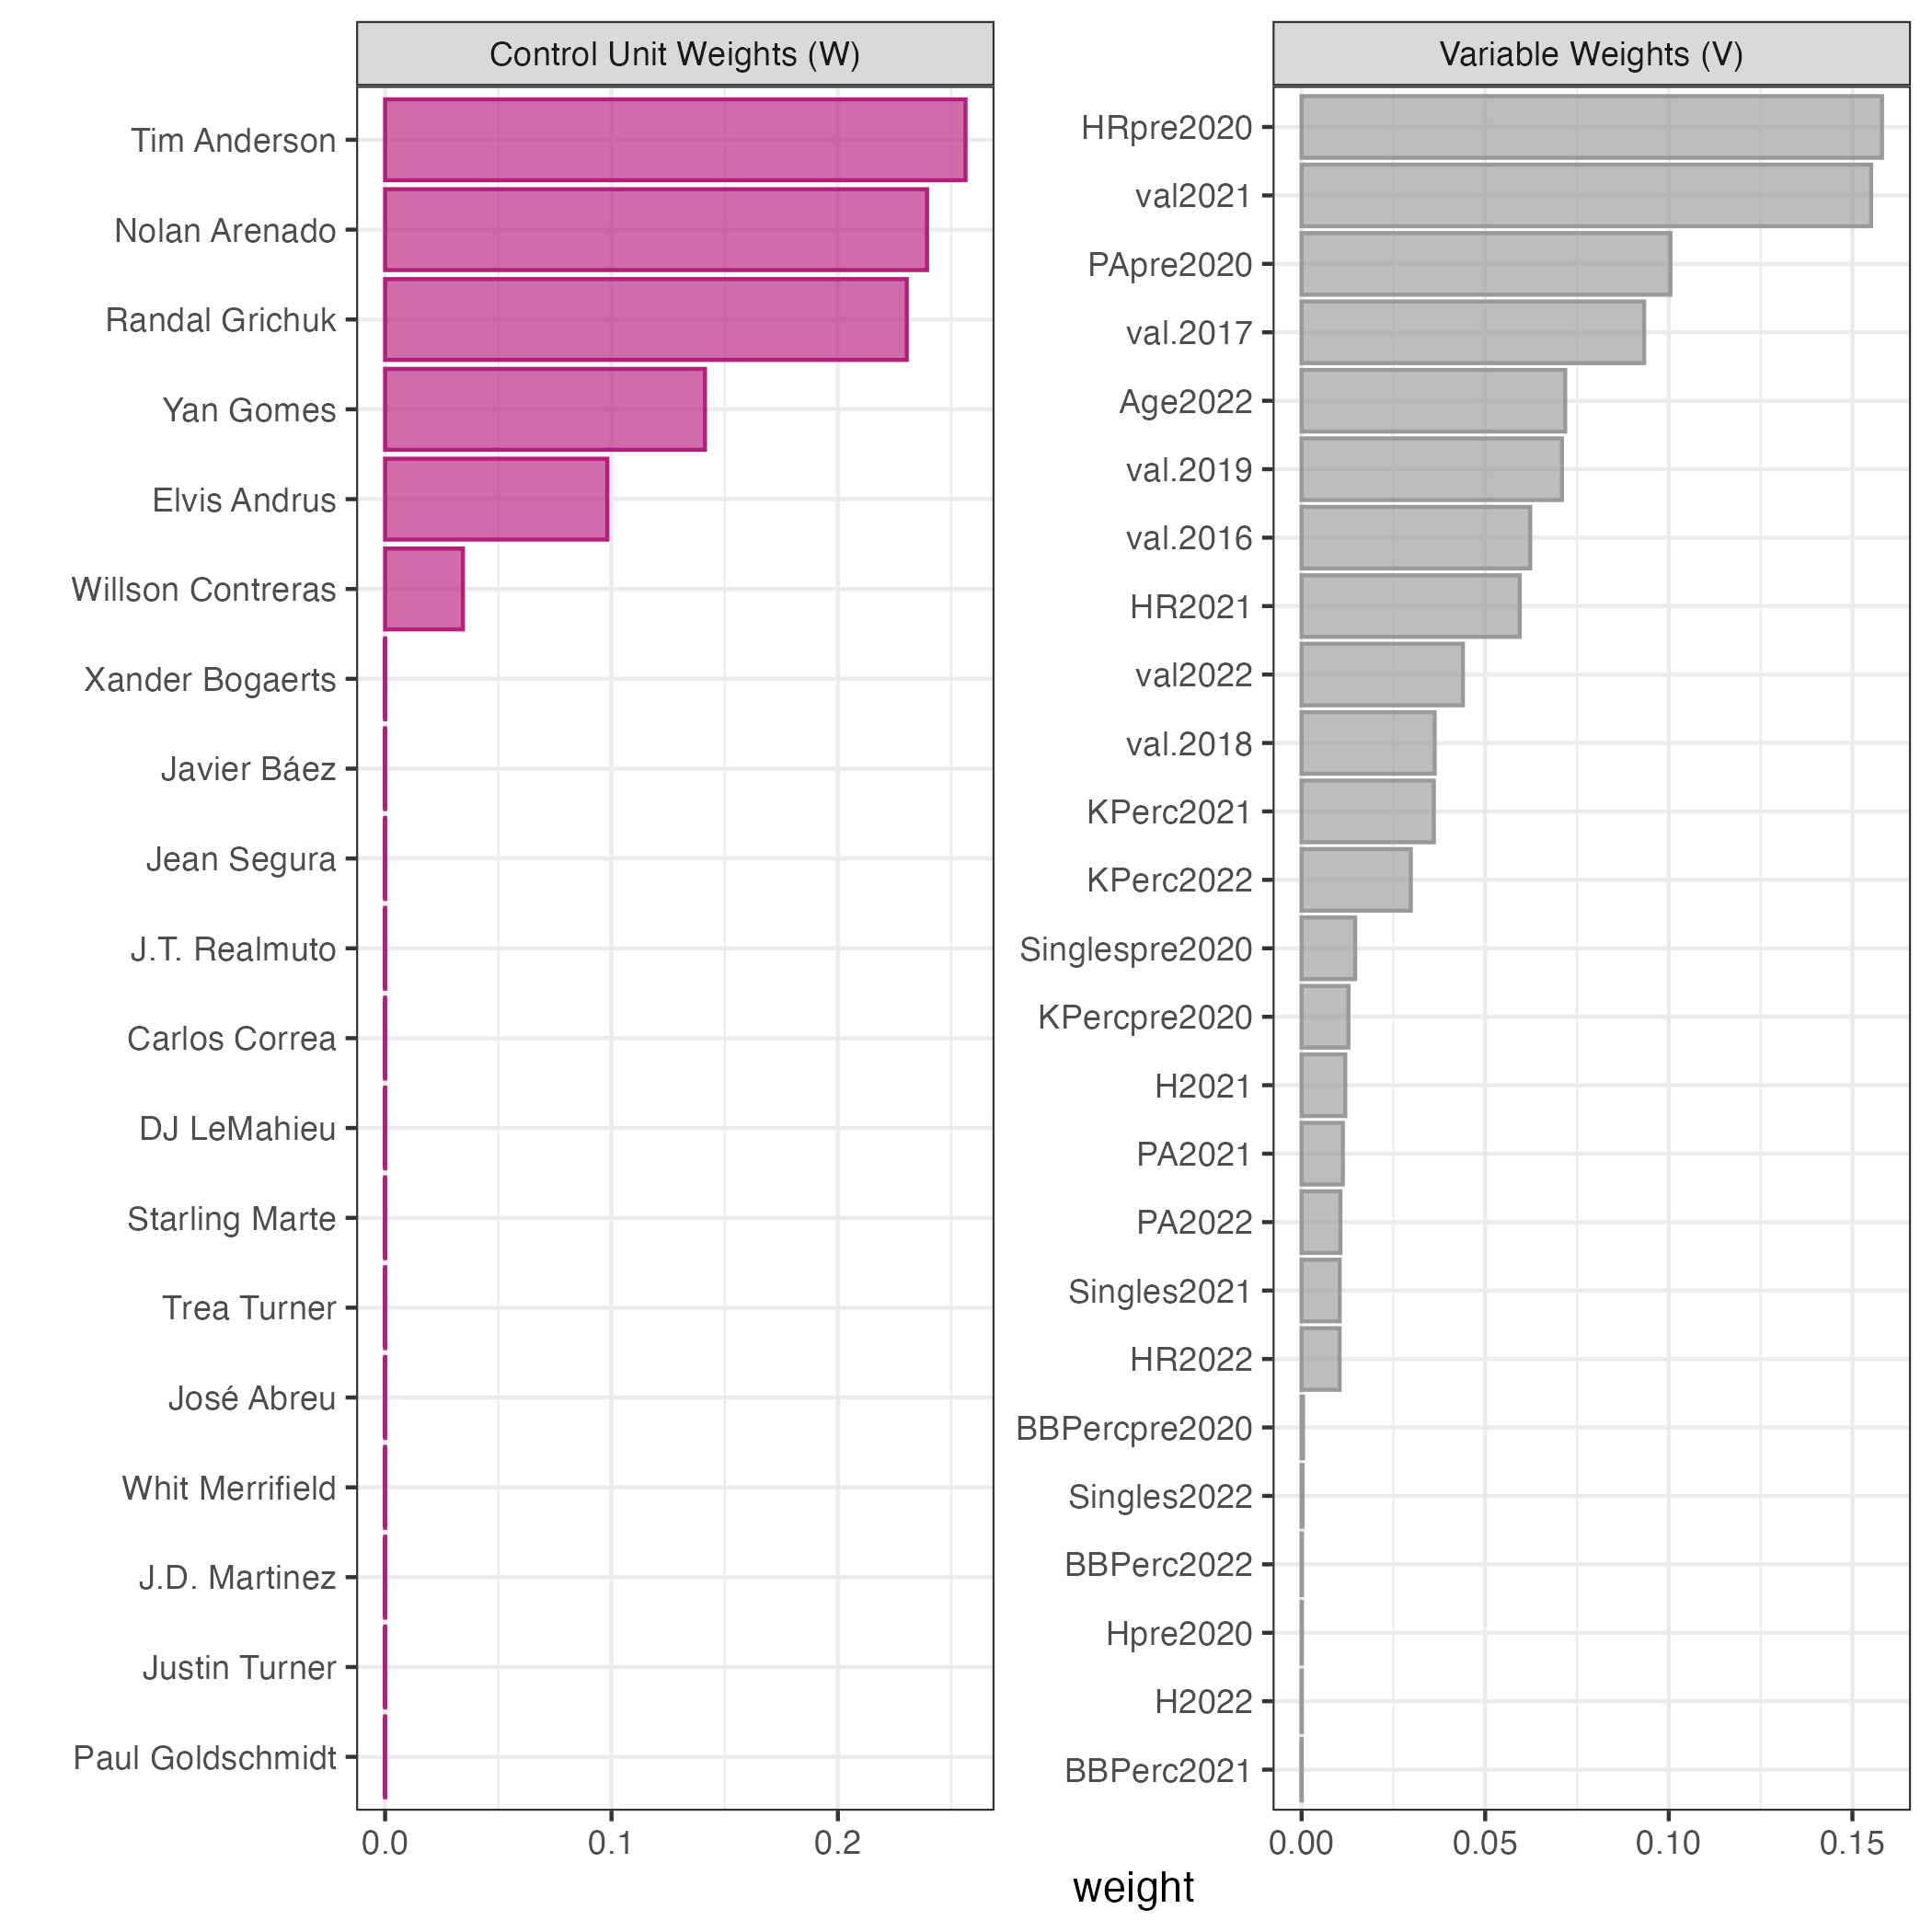 Control Unit Weights (W)
Tim Anderson
Nolan Arenado
Randal Grichuk
Yan Gomes
Elvis Andrus
Willson Contreras
Xander Bogaerts
Javier Báez
Jean Segura
J.T. Realmuto
Carlos Correa
DJ LeMahieu
Starling Marte
Trea Turner
José Abreu
Whit Merrifield
J.D. Martinez
Justin Turner
Paul Goldschmidt
0.0 0.1 0.2
Variable Weights (V)
HRpre2020
val2021
PApre2020
val.2017
Age2022
val.2019
val.2016
HR2021
val2022
val.2018
KPerc2021
KPerc2022
Singlespre2020
KPercpre2020
H2021
PA2021
PA2022
Singles2021
HR2022
BBPercpre2020
Singles2022
BBPerc2022
Hpre2020
H2022
BBPerc2021
0.00 0.05 0.10 0.15
weight